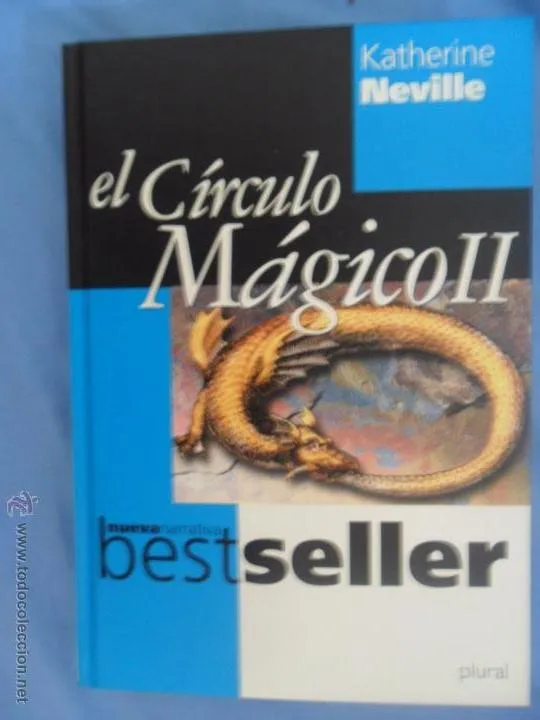 Katherine
Neville
el Círculo
Mágico II
nueva narrativa
bestseller
plural
www.todocoleccion.net